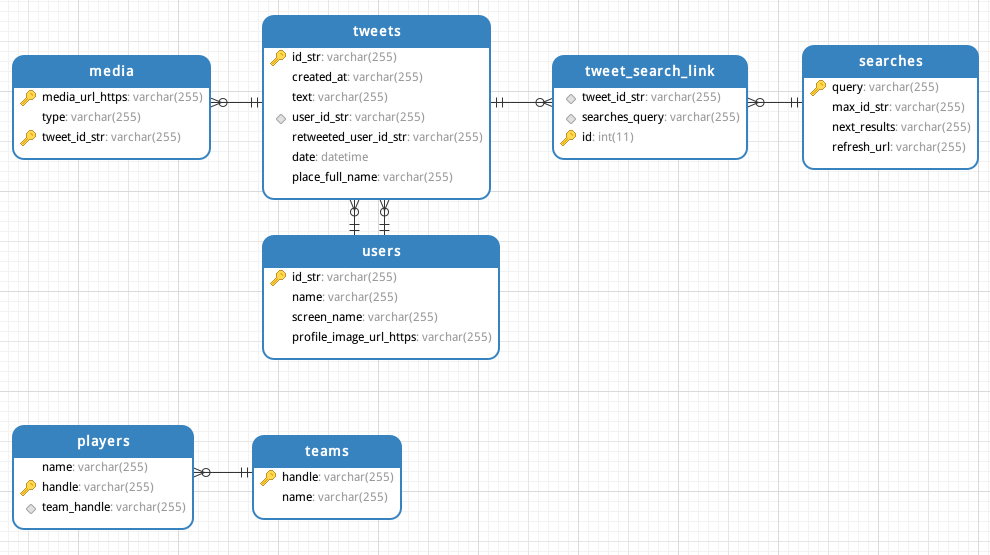 tweets
id_str: varchar(255)
created_at: varchar(255)
text: varchar(255)
user_id_str: varchar(255)
retweeted_user_id_str: varchar(255)
date: datetime
place_full_name: varchar(255)
media
media_url_https: varchar(255)
type: varchar(255)
tweet_id_str: varchar(255)
tweet_search_link
tweet_id_str: varchar(255)
searches_query: varchar(255)
id: int(11)
searches
query: varchar(255)
max_id_str: varchar(255)
next_results: varchar(255)
refresh_url: varchar(255)
users
id_str: varchar(255)
name: varchar(255)
screen_name: varchar(255)
profile_image_url_https: varchar(255)
players
name: varchar(255)
handle: varchar(255)
team_handle: varchar(255)
teams
handle: varchar(255)
name: varchar(255)